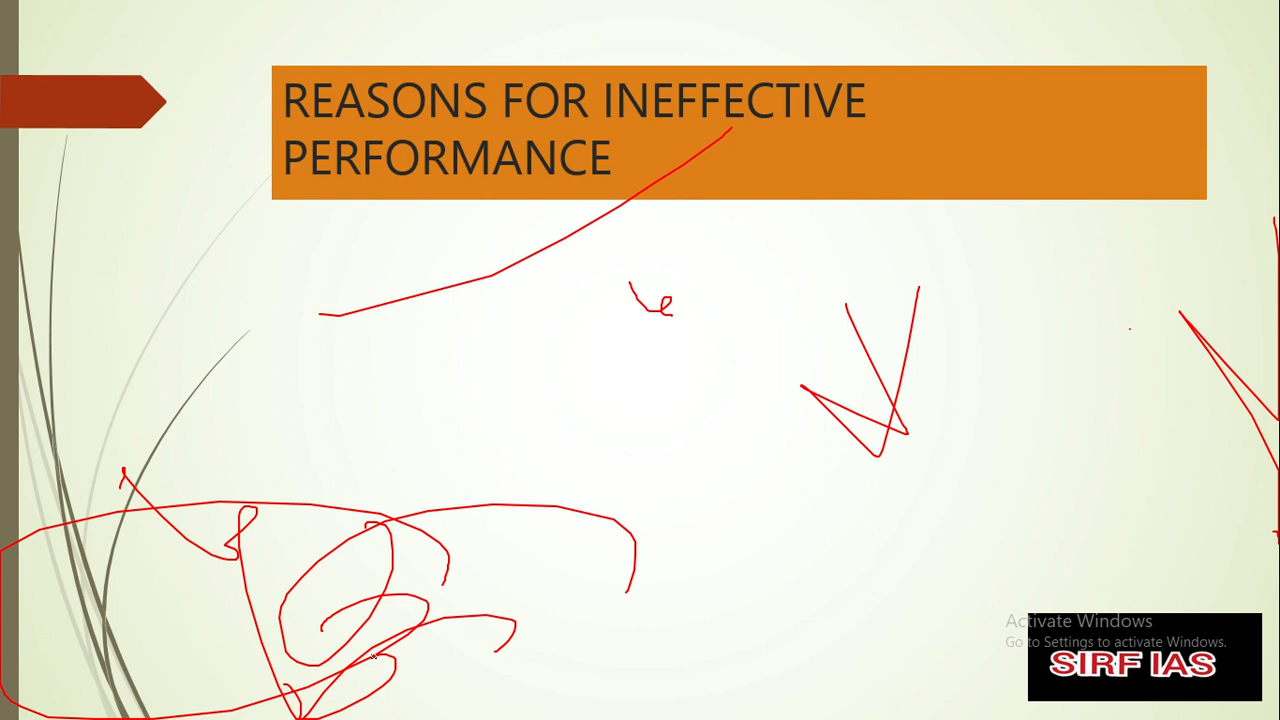 REASONS FOR INEFFECTIVE
PERFORMANCE
Activate Windows
Go to Settings to activate Windows.
SIRF IAS